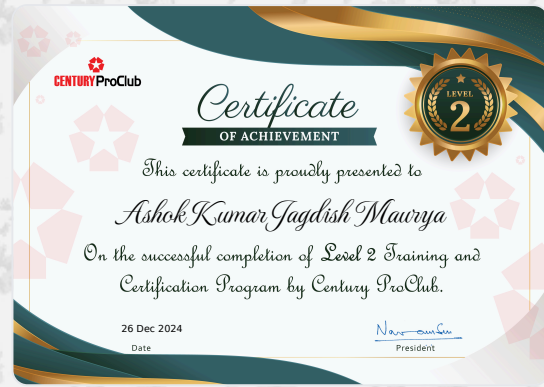 CENTURY ProClub
LEVEL
2
Certificate
OF ACHIEVEMENT
This certificate is proudly presented to
Ashok Kumar Jagdish Maurya
On the successful completion of Level 2 Training and
Certification Program by Century ProClub.
26 Dec 2024
Date
President